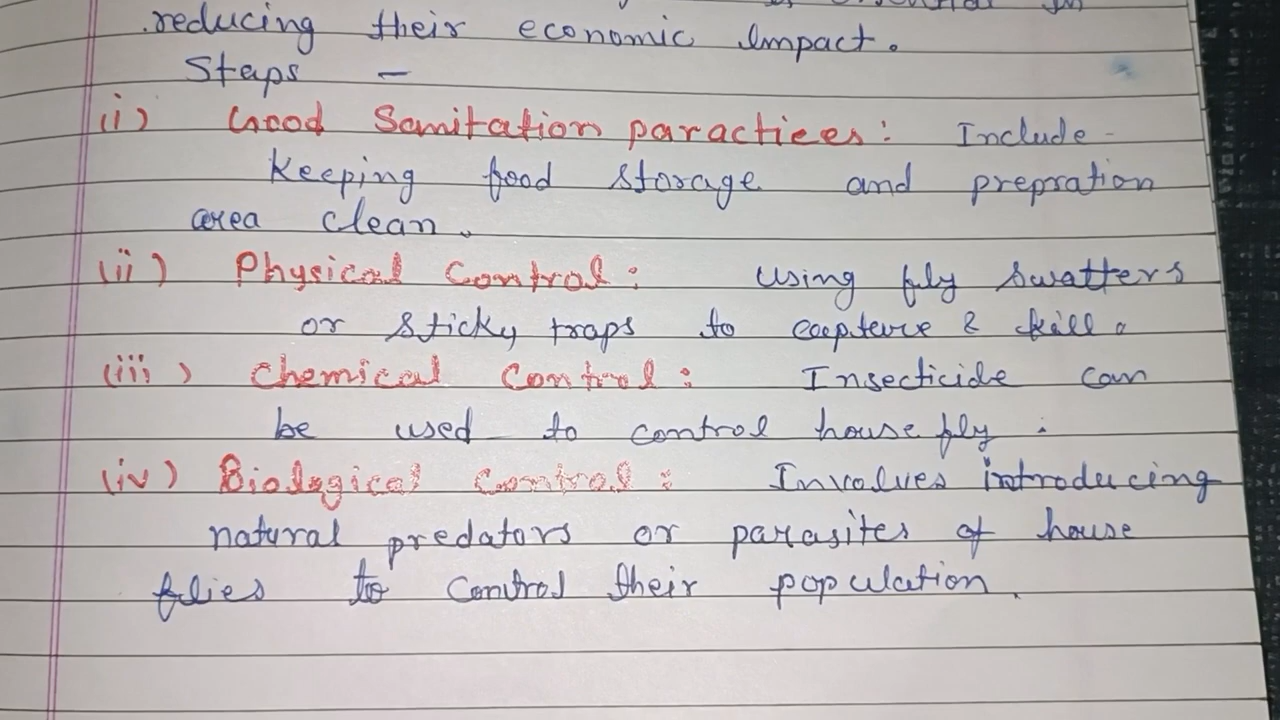 reducing their economic Impact.
Steps –
(i) Good Sanitation paractices: Include -
Keeping food storage and prepration
area clean.
(ii) Physical Control: using fly swatters
or sticky traps to capture & kill.
(iii) Chemical Control: Insecticide can
be used to control house fly.
(iv) Biological Control: Involves introducing
natural predators or parasites of house
flies to control their population.